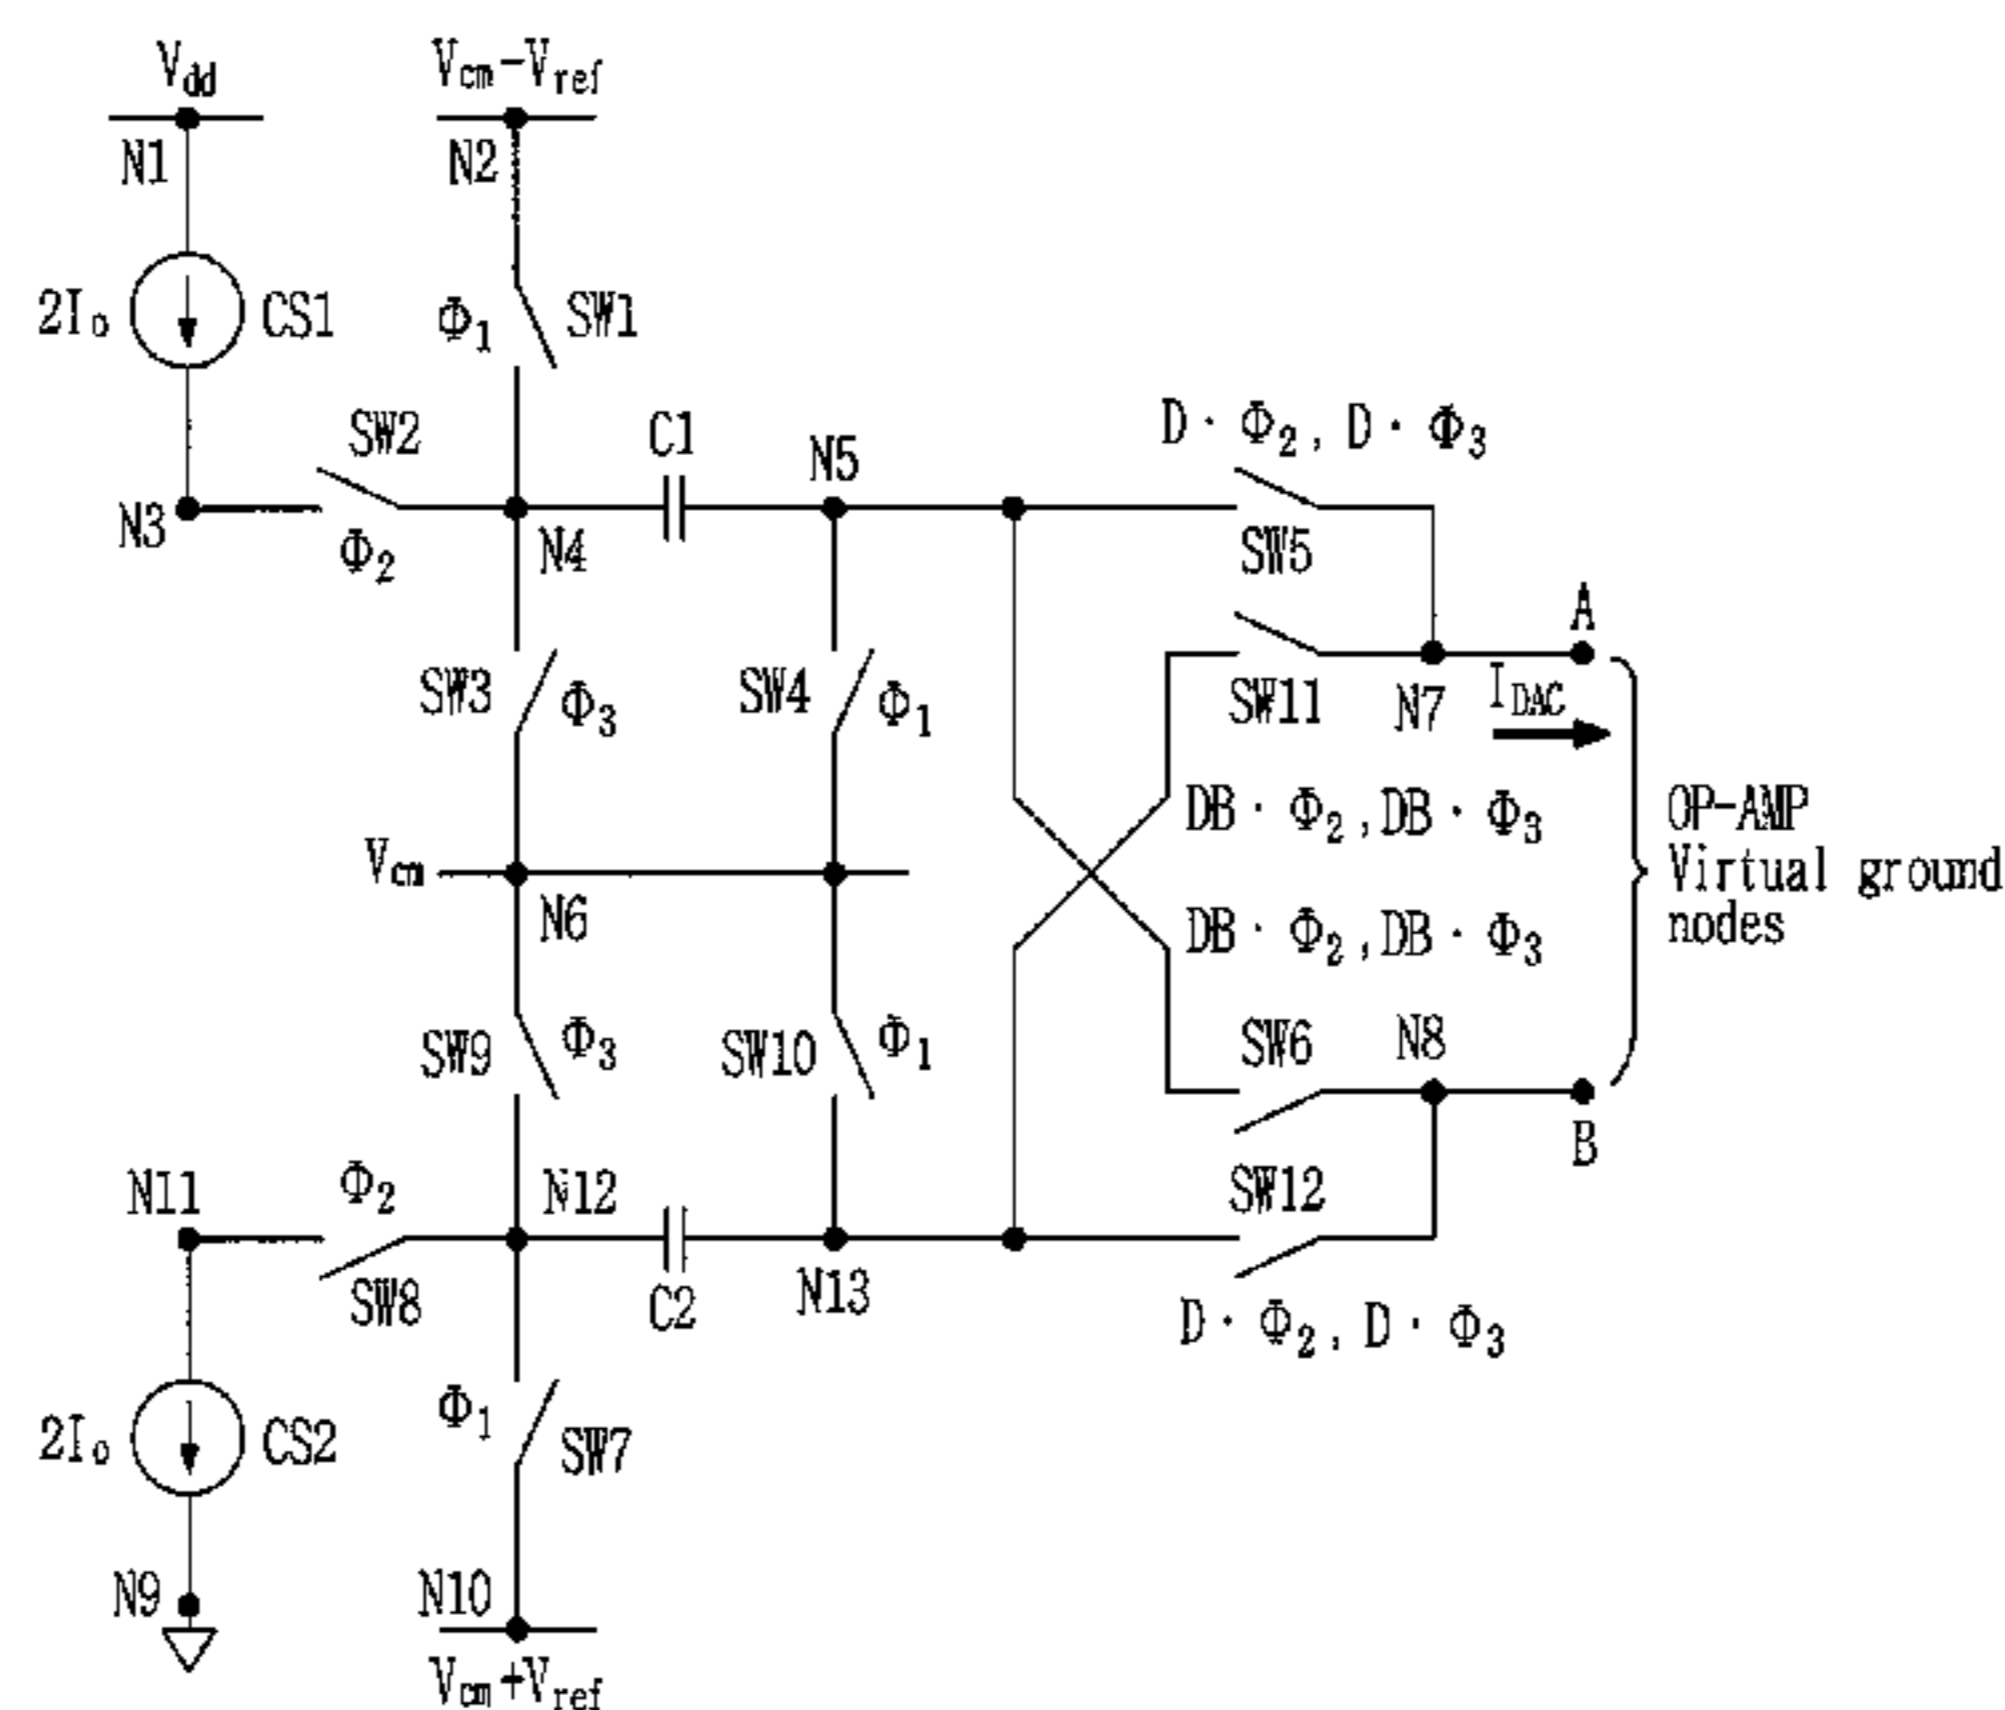 Vdd
Vcm-Vref
N1
N2
2Io
CS1
Φ1
SW1
SW2
C1
N5
D · Φ2, D · Φ3
N3
Φ2
N4
SW5
A
SW3
Φ3
SW4
Φ1
SW11
N7
IDAC
DB · Φ2, DB · Φ3
OP-AMP
Virtual ground
nodes
Vcm
N6
DB · Φ2, DB · Φ3
SW9
Φ3
SW10
Φ1
SW6
N8
B
N11
Φ2
N12
SW12
SW8
C2
N13
D · Φ2, D · Φ3
2Io
CS2
Φ1
SW7
N9
N10
Vcm+Vref